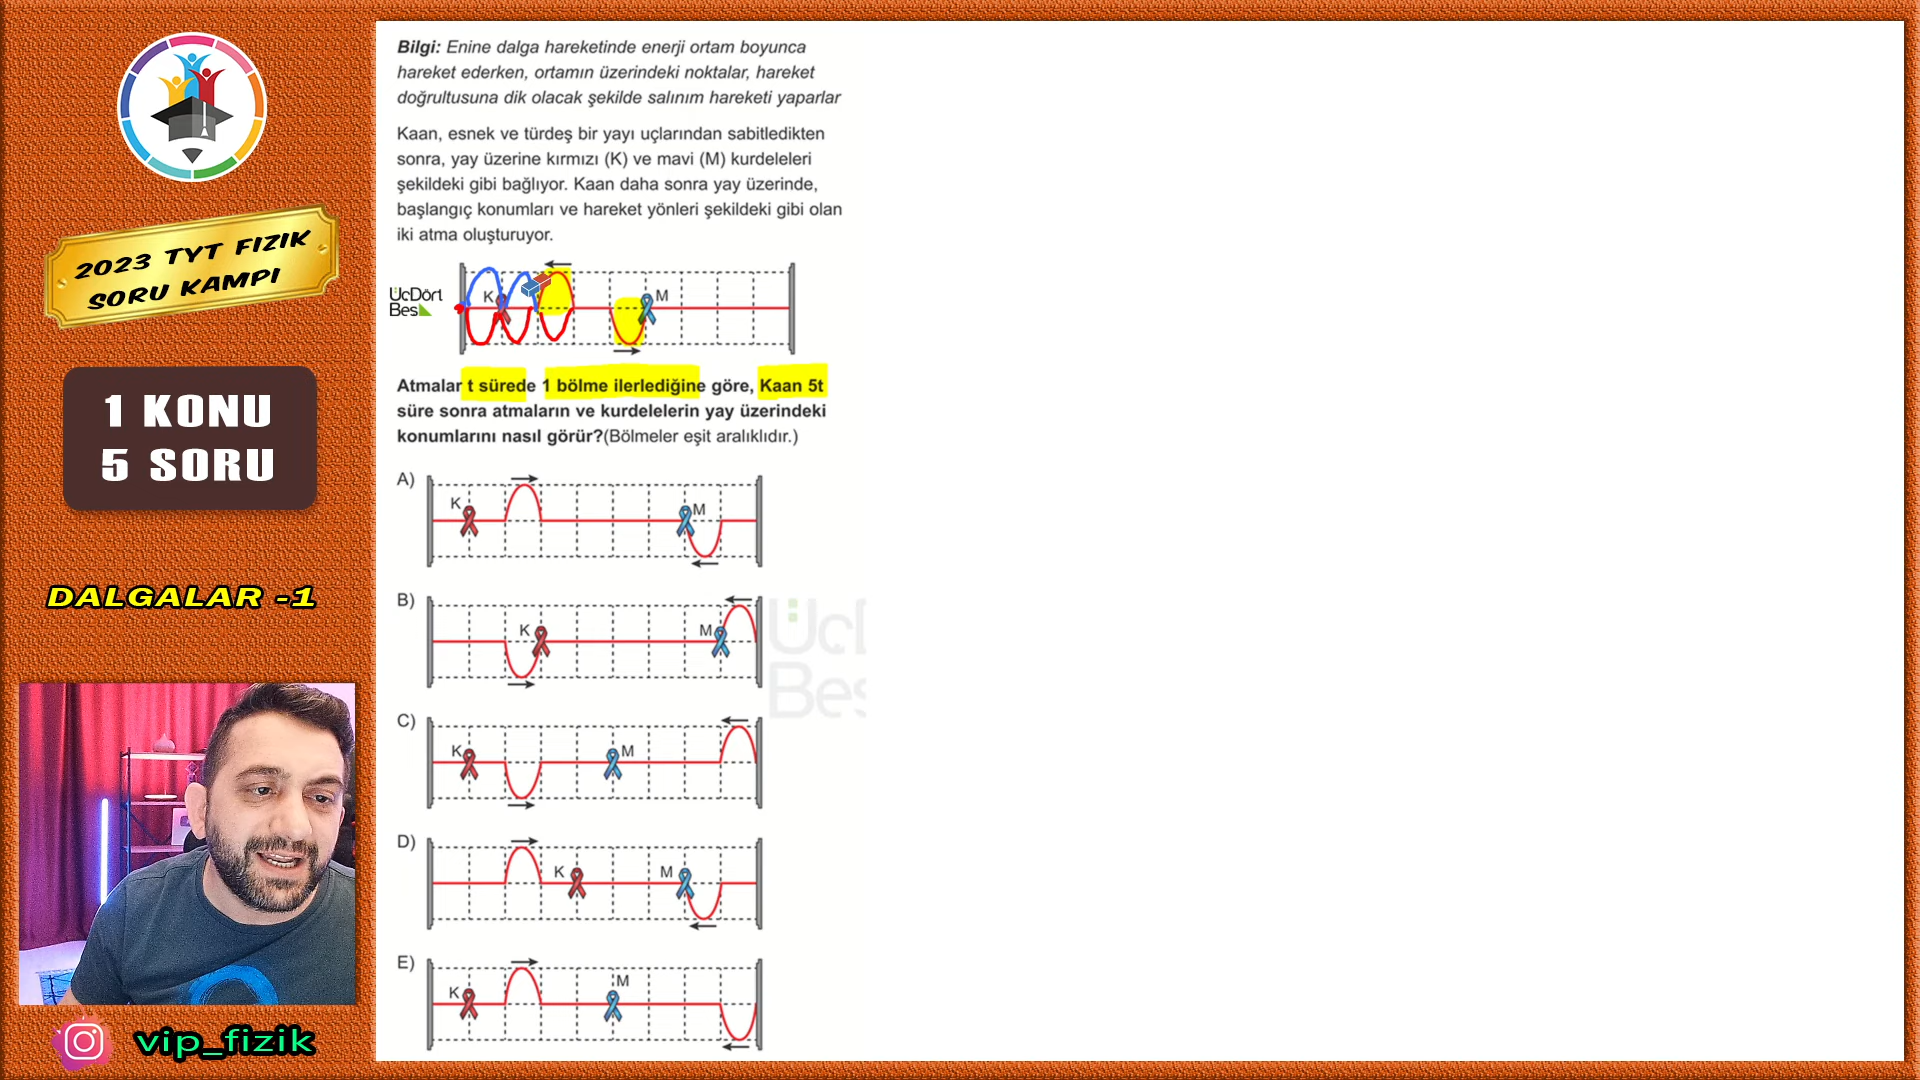 2023 TYT FIZIK
SORU KAMPI
1 KONU
5 SORU
DALGALAR -1
vip_fizik
Bilgi: Enine dalga hareketinde enerji ortam boyunca
hareket ederken, ortamın üzerindeki noktalar, hareket
doğrultusuna dik olacak şekilde salınım hareketi yaparlar
Kaan, esnek ve türdeş bir yayı uçlarından sabitledikten
sonra, yay üzerine kırmızı (K) ve mavi (M) kurdeleleri
şekildeki gibi bağlıyor. Kaan daha sonra yay üzerinde,
başlangıç konumları ve hareket yönleri şekildeki gibi olan
iki atma oluşturuyor.
ÜcDört
Beş
K
M
Atmalar t sürede 1 bölme ilerlediğine göre, Kaan 5t
süre sonra atmaların ve kurdelelerin yay üzerindeki
konumlarını nasıl görür?(Bölmeler eşit aralıklıdır.)
A)
K
M
B)
K
M
C)
K
M
D)
K
M
E)
K
M